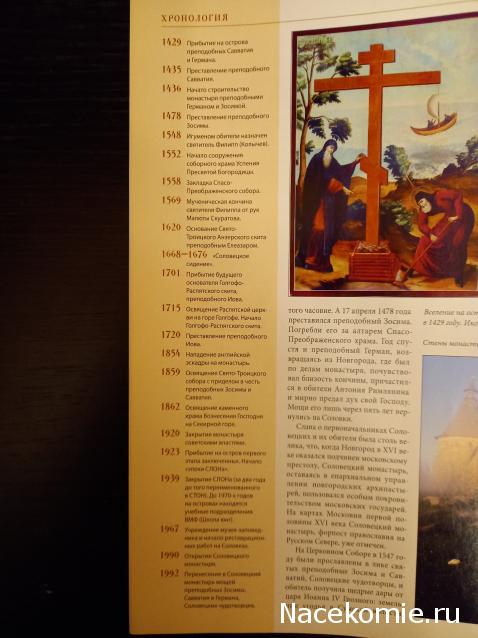 ХРОНОЛОГИЯ
1429 Прибытие на острова
преподобных Савватия
и Германа.
1435 Преставление преподобного
Савватия.
1436 Начато строительство
монастыря преподобными
Германом и Зосимой.
1478 Преставление преподобного
Зосимы.
1548 Игуменом обители назначен
святитель Филипп (Колычев).
1552 Начало сооружения
соборного храма Успения
Пресвятой Богородицы.
1558 Закладка Спасо-
Преображенского собора.
1569 Мученическая кончина
святителя Филиппа от рук
Малюты Скуратова.
1620 Основание Свято-
Троицкого Анзерского скита
преподобным Елеазаром.
1668–1676 «Соловецкое
сидение».
1701 Прибытие будущего
основателя Голгофо-
Распятского скита,
преподобного Иова.
1715 Освящение Распятской церк-
ви на горе Голгофе. Начало
Голгофо-Распятского скита.
1720 Преставление преподобного
Иова.
1854 Нападение английской
эскадры на монастырь.
1859 Освящение Свято-Троицкого
собора с приделом в честь
преподобных Зосимы и
Савватия.
1862 Освящение каменного
храма Вознесения Господня
на Секирной горе.
1920 Закрытие монастыря
советскими властями.
1923 Прибытие на остров первого
этапа заключенных. Начало
«эпохи СЛОНа».
1939 Закрытие СЛОНа (за два года
до того переименованного
в СТОН). До 1970-х годов
на островах находятся
учебные подразделения
ВМФ (Школа юнг).
1967 Учреждение музея-заповед-
ника и начало реставрацион-
ных работ на Соловках.
1990 Открытие Соловецкого
монастыря.
1992 Перенесение в Соловецкий
монастырь мощей
преподобных Зосимы,
Савватия и Германа,
Соловецких чудотворцев.
того часовие. А 17 апреля 1478 года
преставился преподобный Зосима.
Погребли его за алтарем Спасо-
Преображенского храма. Год спу-
стя и преподобный Герман, воз-
вращаясь из Новгорода, где был
по делам монастыря, почувство-
вал близость кончины, причастил-
ся в обители Антония Римлянина
и мирно предал дух свой Господу.
Мощи его лишь через пять лет вер-
нулись на Соловки.
Слава о первоначальниках Соло-
вецких и их обители была столь ве-
лика, что, когда Новгород в XVI ве-
ке оказался подчинен московскому
престолу, Соловецкий монастырь,
оставаясь в епархиальном управле-
нии новгородских архипасты-
рей, пользовался особым покрови-
тельством московских государей.
На картах Московии первой по-
ловины XVI века Соловецкий мо-
настырь, форпост православия на
Русском Севере, уже отмечен.
На Церковном Соборе в 1547 го-
ду были прославлены в лике свя-
тых преподобные Зосима и Сав-
ватий, Соловецкие чудотворцы, и
обитель получила щедрые дары от
царя Иоанна IV Грозного: земель-
Вселение на ост
в 1429 году. Ико
Стены монасты
Nacekomie.ru